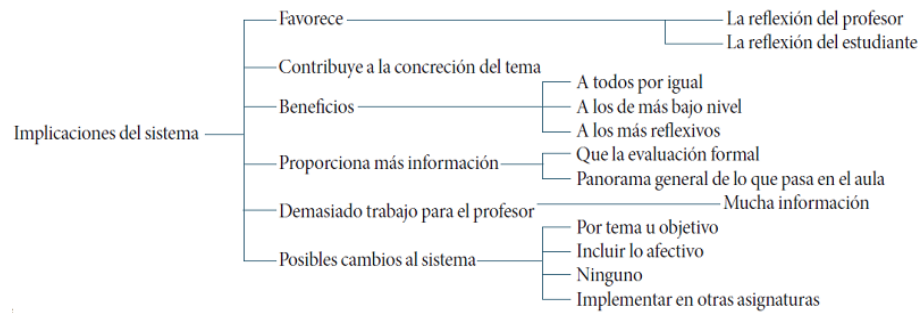 Implicaciones del sistema
Favorece
La reflexión del profesor
La reflexión del estudiante
Contribuye a la concreción del tema
Beneficios
A todos por igual
A los de más bajo nivel
A los más reflexivos
Proporciona más información
Que la evaluación formal
Panorama general de lo que pasa en el aula
Demasiado trabajo para el profesor
Mucha información
Posibles cambios al sistema
Por tema u objetivo
Incluir lo afectivo
Ninguno
Implementar en otras asignaturas